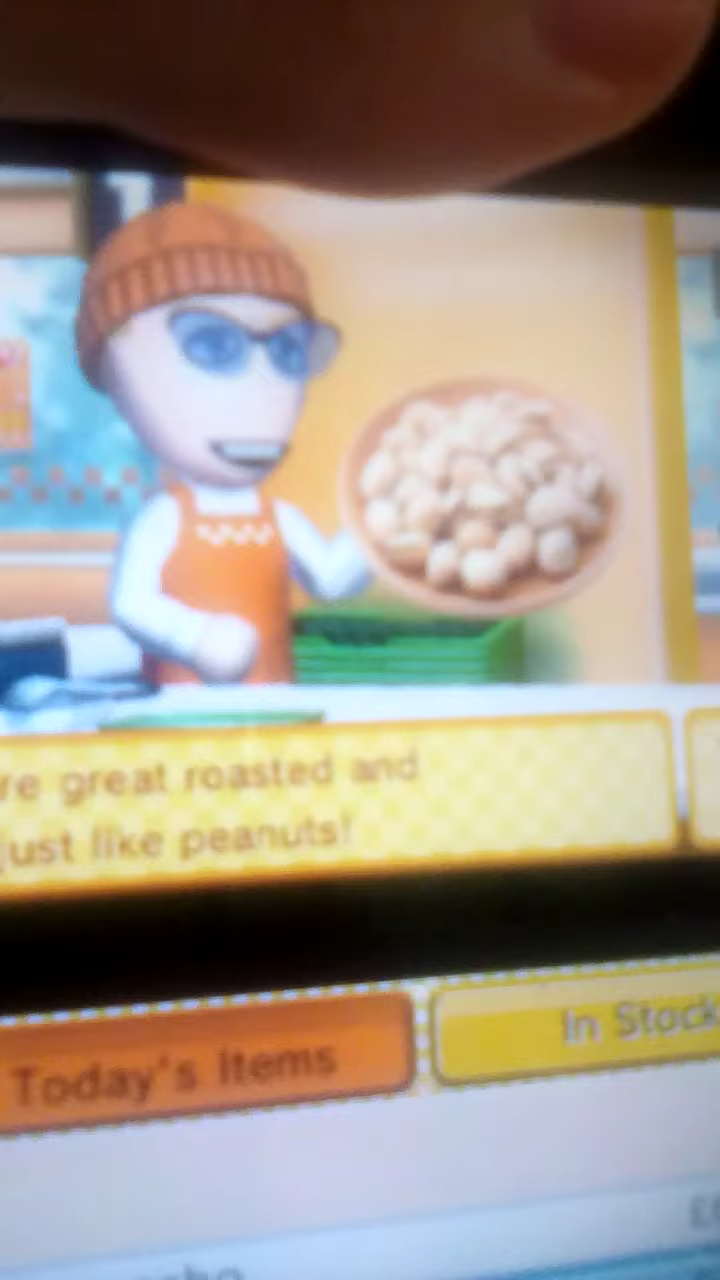 re great roasted and
just like peanuts!
Today's Items
In Stock